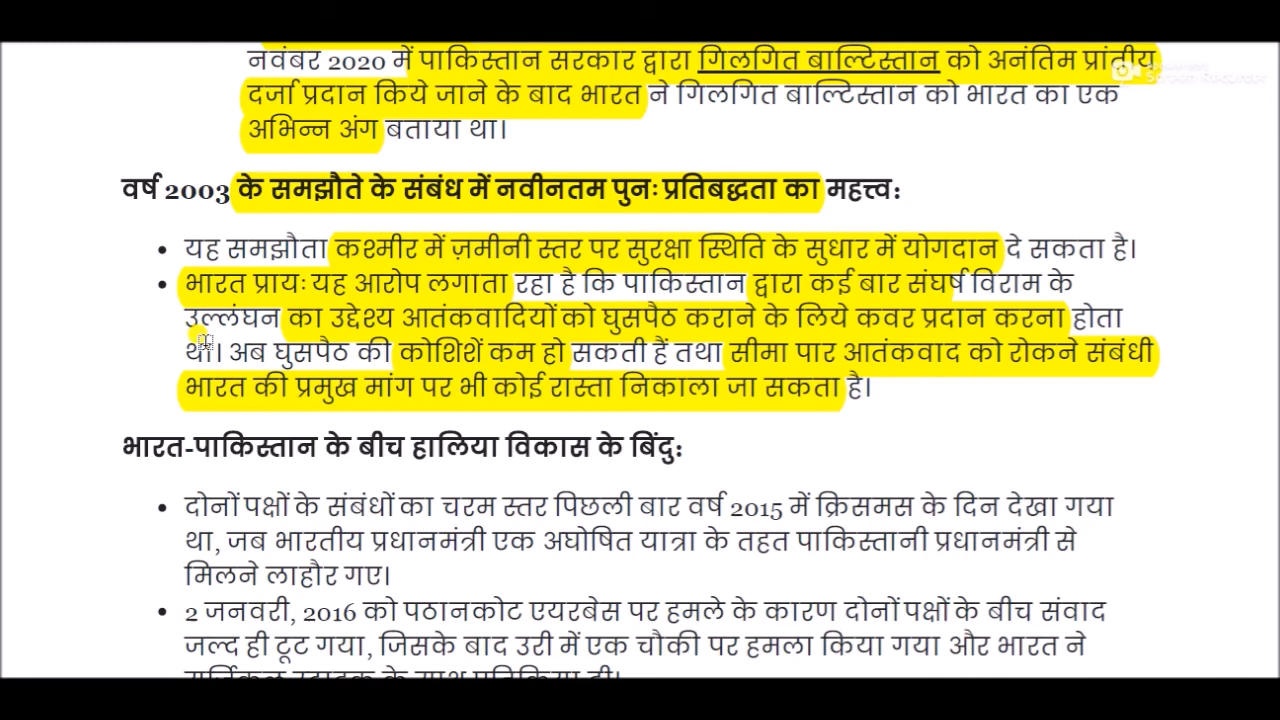 नवंबर 2020 में पाकिस्तान सरकार द्वारा गिलगित बाल्टिस्तान को अनंतिम प्रांतीय
दर्जा प्रदान किये जाने के बाद भारत ने गिलगित बाल्टिस्तान को भारत का एक
अभिन्न अंग बताया था।
वर्ष 2003 के समझौते के संबंध में नवीनतम पुनः प्रतिबद्धता का महत्त्व:
• यह समझौता कश्मीर में ज़मीनी स्तर पर सुरक्षा स्थिति के सुधार में योगदान दे सकता है।
• भारत प्रायः यह आरोप लगाता रहा है कि पाकिस्तान द्वारा कई बार संघर्ष विराम के
उल्लंघन का उद्देश्य आतंकवादियों को घुसपैठ कराने के लिये कवर प्रदान करना होता
था। अब घुसपैठ की कोशिशें कम हो सकती हैं तथा सीमा पार आतंकवाद को रोकने संबंधी
भारत की प्रमुख मांग पर भी कोई रास्ता निकाला जा सकता है।
भारत-पाकिस्तान के बीच हालिया विकास के बिंदु:
• दोनों पक्षों के संबंधों का चरम स्तर पिछली बार वर्ष 2015 में क्रिसमस के दिन देखा गया
था, जब भारतीय प्रधानमंत्री एक अघोषित यात्रा के तहत पाकिस्तानी प्रधानमंत्री से
मिलने लाहौर गए।
• 2 जनवरी, 2016 को पठानकोट एयरबेस पर हमले के कारण दोनों पक्षों के बीच संवाद
जल्द ही टूट गया, जिसके बाद उरी में एक चौकी पर हमला किया गया और भारत ने